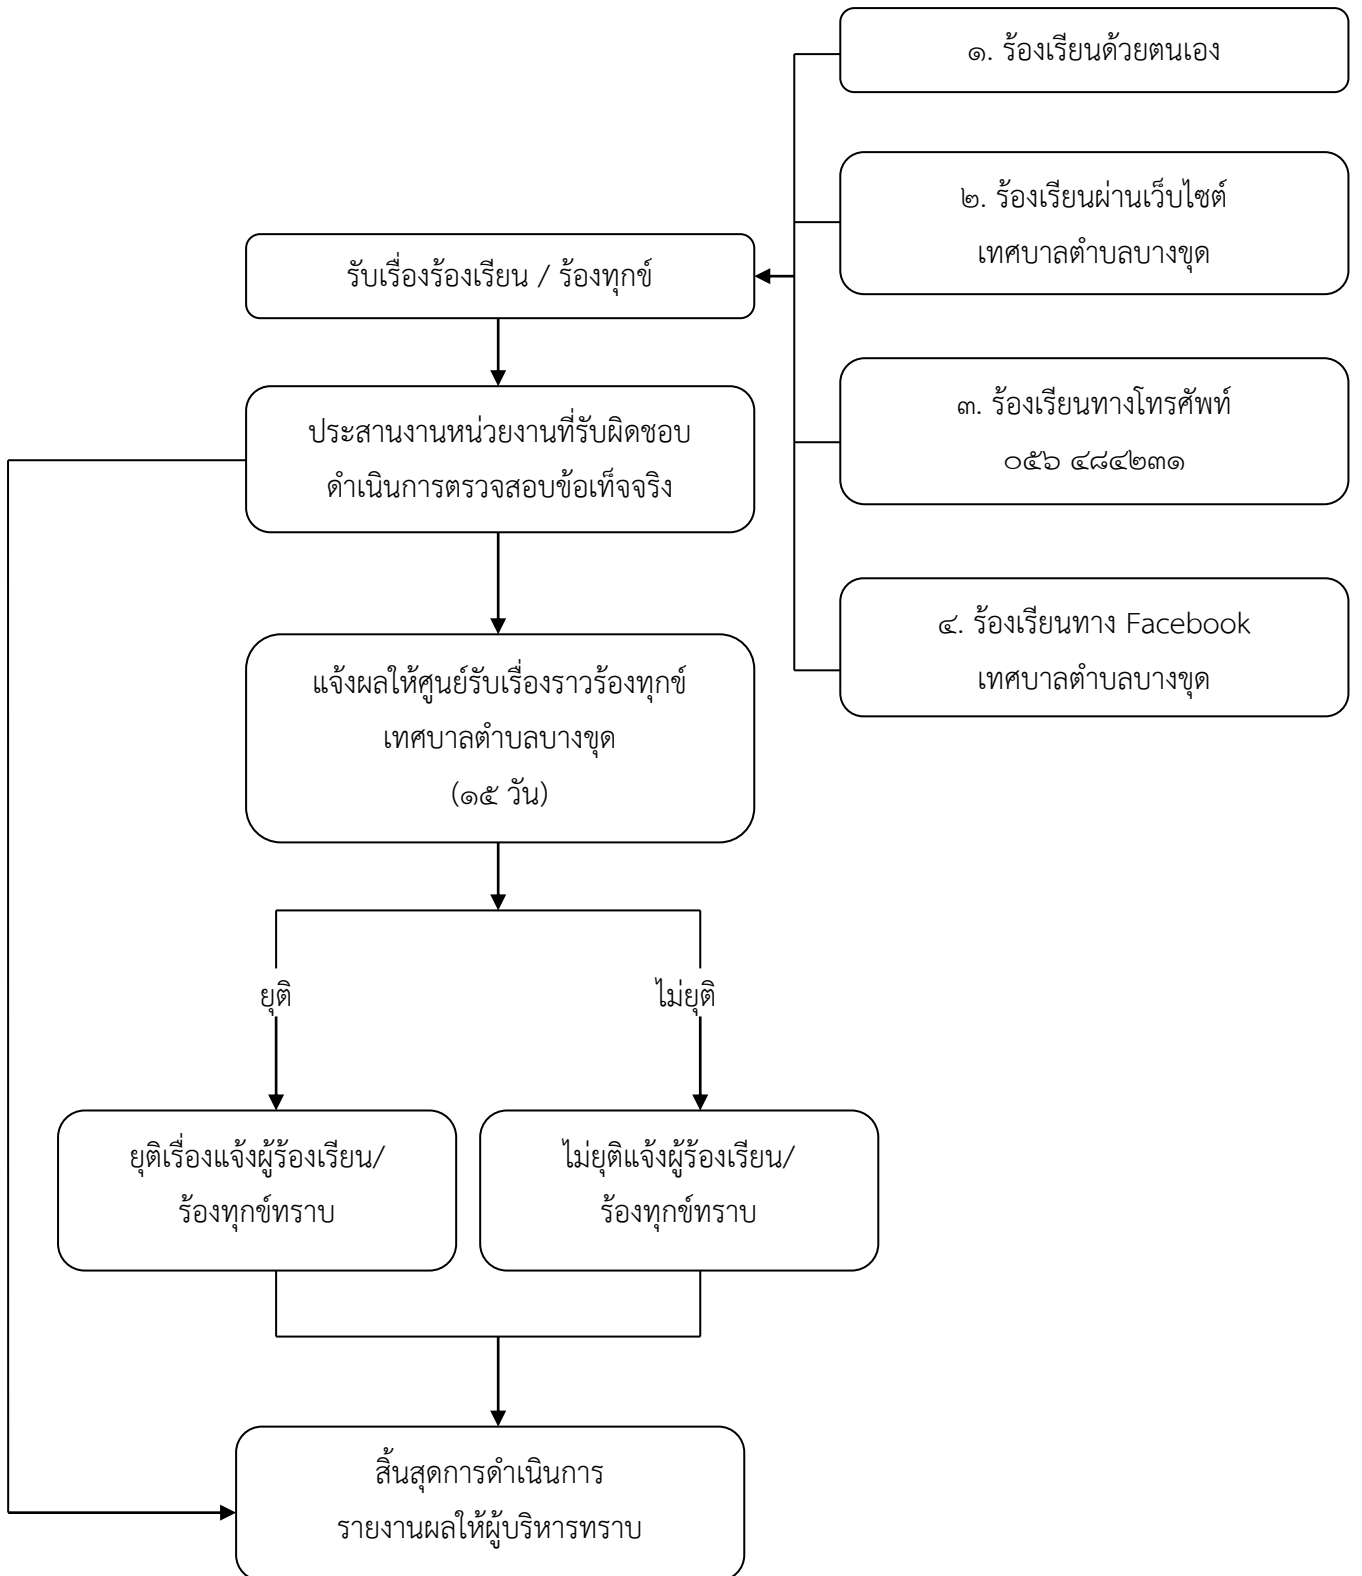 ๑. ร้องเรียนด้วยตนเอง
๒. ร้องเรียนผ่านเว็บไซต์
เทศบาลตำบลบางขุด
๓. ร้องเรียนทางโทรศัพท์
๐๕๖ ๔๘๔๒๓๑
๔. ร้องเรียนทาง Facebook
เทศบาลตำบลบางขุด
รับเรื่องร้องเรียน / ร้องทุกข์
ประสานงานหน่วยงานที่รับผิดชอบ
ดำเนินการตรวจสอบข้อเท็จจริง
แจ้งผลให้ศูนย์รับเรื่องราวร้องทุกข์
เทศบาลตำบลบางขุด
(๑๕ วัน)
ยุติ
ไม่ยุติ
ยุติเรื่องแจ้งผู้ร้องเรียน/
ร้องทุกข์ทราบ
ไม่ยุติแจ้งผู้ร้องเรียน/
ร้องทุกข์ทราบ
สิ้นสุดการดำเนินการ
รายงานผลให้ผู้บริหารทราบ